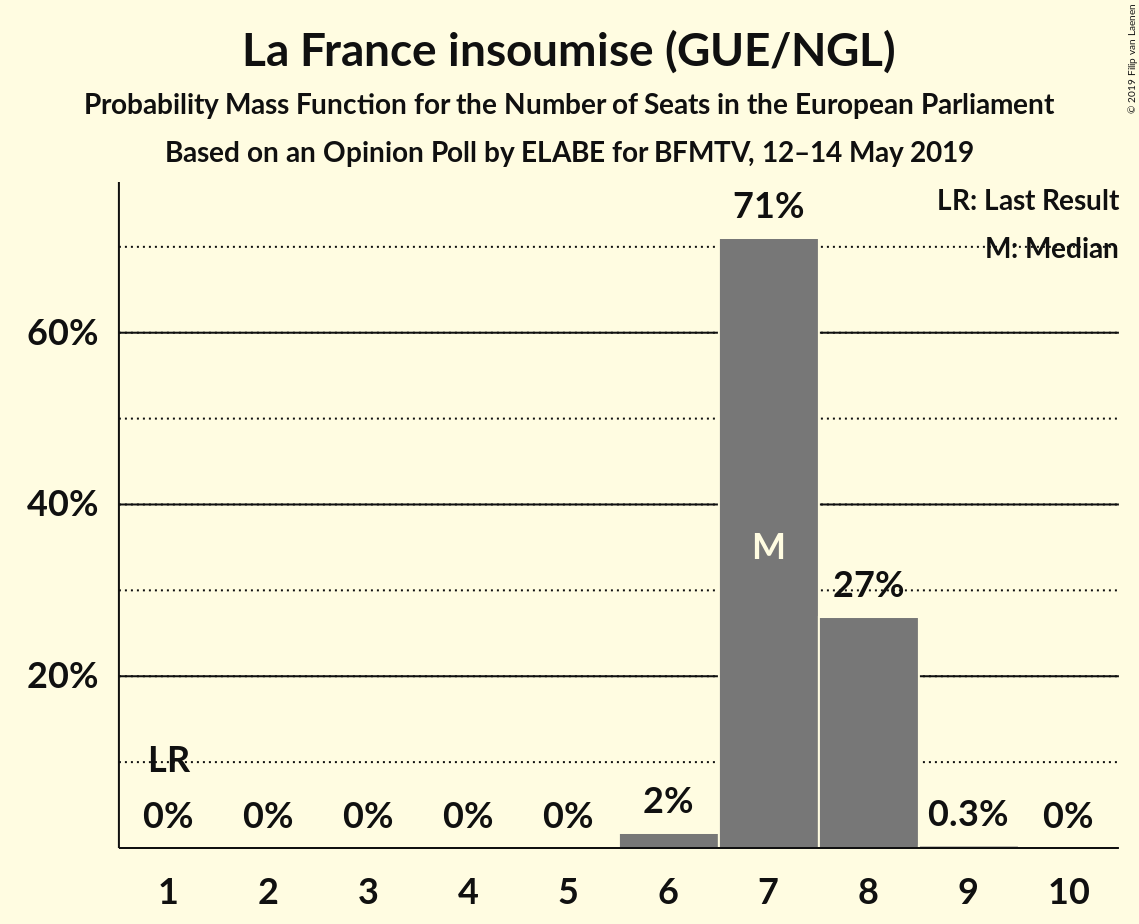 La France insoumise (GUE/NGL)
Probability Mass Function for the Number of Seats in the European Parliament
Based on an Opinion Poll by ELABE for BFMTV, 12–14 May 2019
© 2019 Filip van Laenen
LR: Last Result
M: Median
71%
60%
40%
M
27%
20%
LR
0%
0%
0%
0%
0%
2%
0.3%
0%
1 2 3 4 5 6 7 8 9 10